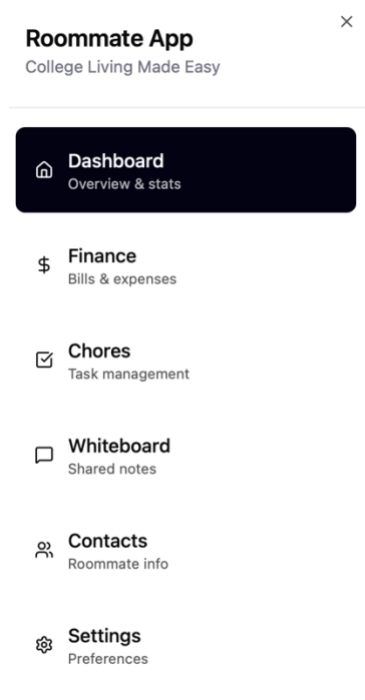 Roommate App
College Living Made Easy
Dashboard
Overview & stats
Finance
Bills & expenses
Chores
Task management
Whiteboard
Shared notes
Contacts
Roommate info
Settings
Preferences